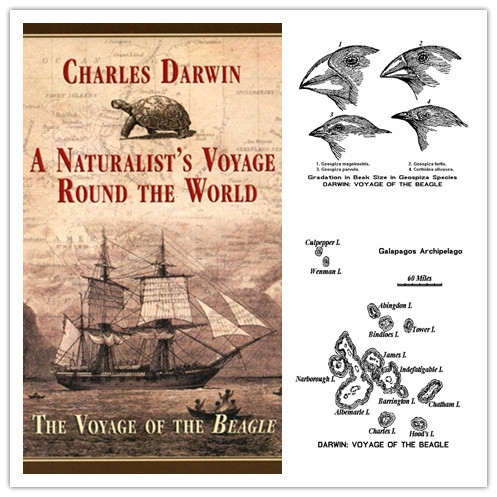 CHARLES DARWIN
A NATURALIST'S VOYAGE
ROUND THE WORLD
THE VOYAGE OF THE BEAGLE
1
2
3
4
1. Geospiza magnirostris.
2. Geospiza fortis.
3. Geospiza parvula.
4. Certhidea olivasea.
Gradation in Beak Size in Geospiza Species
DARWIN: VOYAGE OF THE BEAGLE
Galapagos Archipelago
Culpepper I.
Wenman I.
60 Miles
Abingdon I.
Bindloes I.
Tower I.
James I.
Narborough I.
Indefatigable I.
Albemarle I.
Barrington I.
Chatham I.
Charles I.
Hood's I.
DARWIN: VOYAGE OF THE BEAGLE